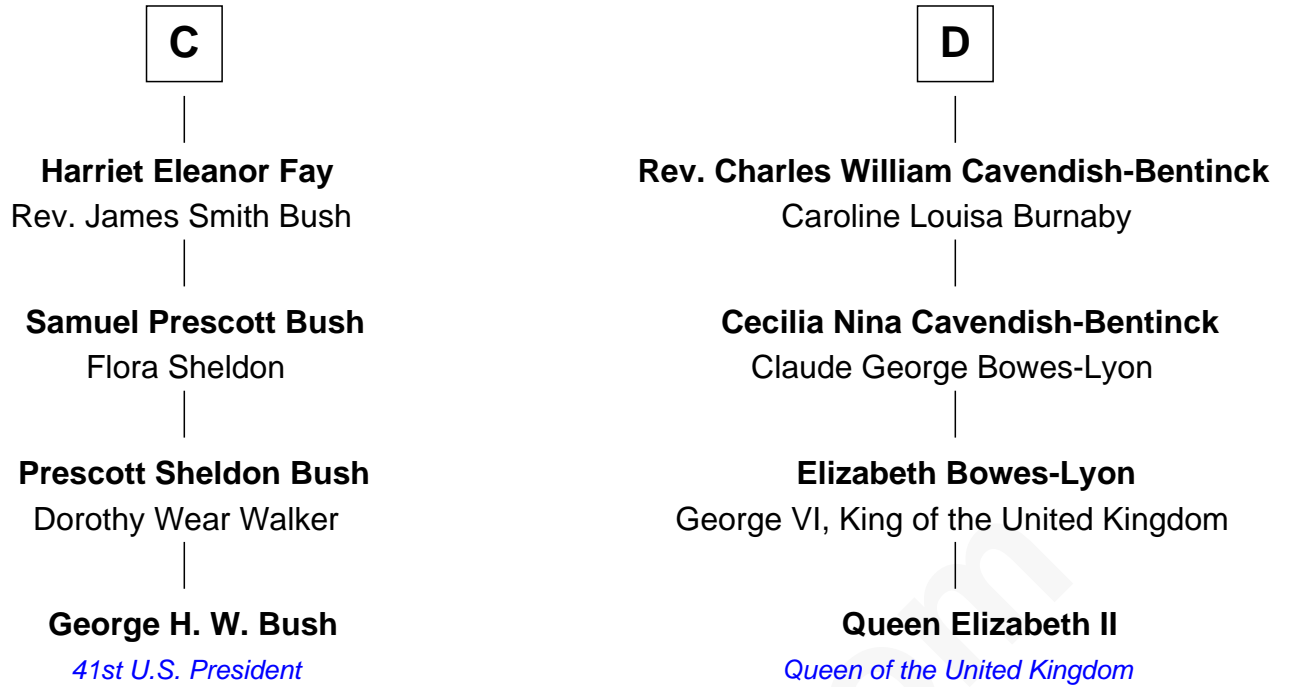 C
Harriet Eleanor Fay
Rev. James Smith Bush
Samuel Prescott Bush
Flora Sheldon
Prescott Sheldon Bush
Dorothy Wear Walker
George H. W. Bush
41st U.S. President
D
Rev. Charles William Cavendish-Bentinck
Caroline Louisa Burnaby
Cecilia Nina Cavendish-Bentinck
Claude George Bowes-Lyon
Elizabeth Bowes-Lyon
George VI, King of the United Kingdom
Queen Elizabeth II
Queen of the United Kingdom